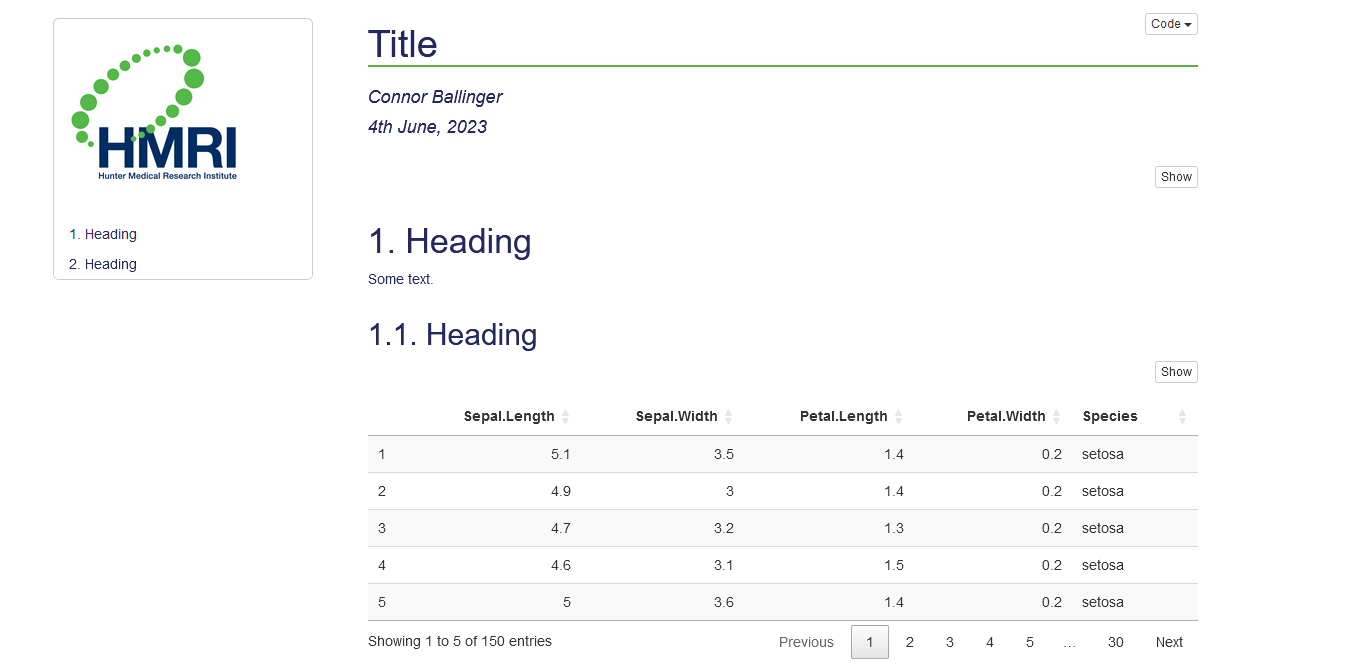 HMRI
Hunter Medical Research Institute
1. Heading
2. Heading
Code
Title
Connor Ballinger
4th June, 2023
Show
1. Heading
Some text.
1.1. Heading
Show
Sepal.Length Sepal.Width Petal.Length Petal.Width Species
1 5.1 3.5 1.4 0.2 setosa
2 4.9 3 1.4 0.2 setosa
3 4.7 3.2 1.3 0.2 setosa
4 4.6 3.1 1.5 0.2 setosa
5 5 3.6 1.4 0.2 setosa
Showing 1 to 5 of 150 entries Previous 1 2 3 4 5 … 30 Next